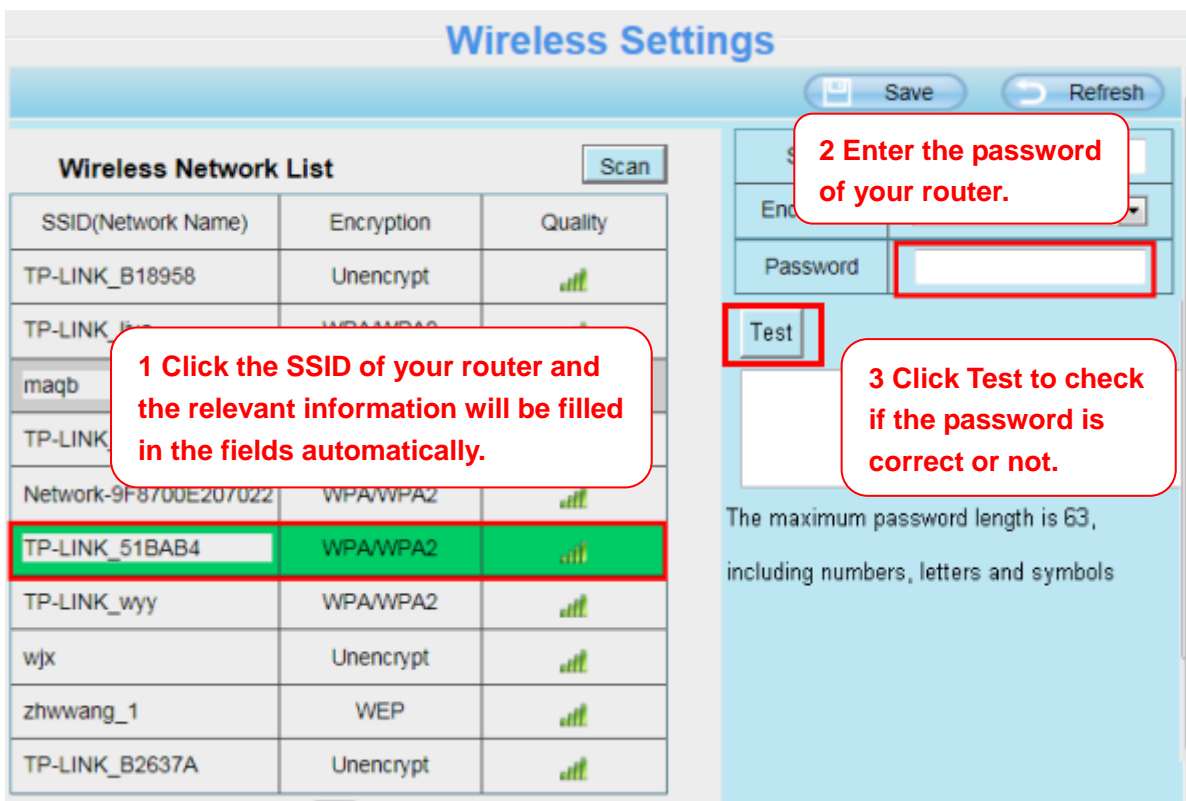 Wireless Settings
Save Refresh
Wireless Network List Scan
SSID(Network Name) Encryption Quality
TP-LINK_B18958 Unencrypt
TP-LINK
maqb
TP-LINK
Network-9F8700E207022 WPA/WPA2
TP-LINK_51BAB4 WPA/WPA2
TP-LINK_wyy WPA/WPA2
wjx Unencrypt
zhwwang_1 WEP
TP-LINK_B2637A Unencrypt
1 Click the SSID of your router and
the relevant information will be filled
in the fields automatically.
2 Enter the password
of your router.
Password
Test
3 Click Test to check
if the password is
correct or not.
The maximum password length is 63,
including numbers, letters and symbols